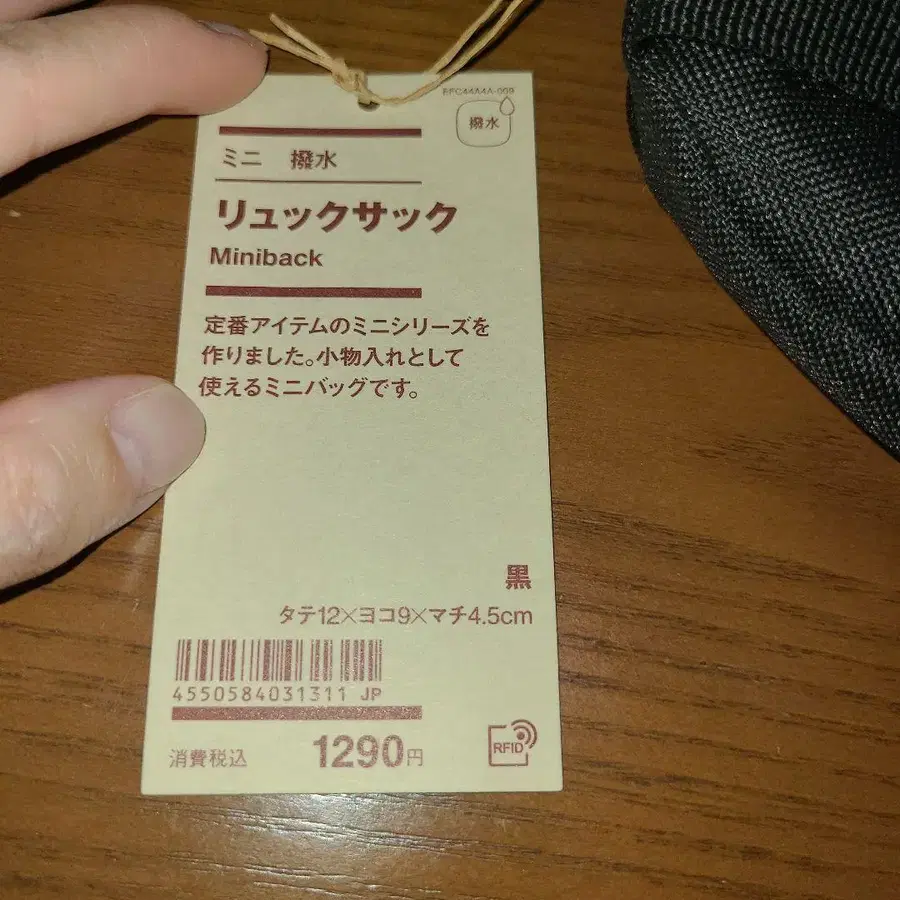 EFC44A4A-009
撥水
ミニ 撥水
リュックサック
Miniback
定番アイテムのミニシリーズを
作りました。小物入れとして
使えるミニバッグです。
黒
タテ12×ヨコ9×マチ4.5cm
4550584031311 JP
消費税込 1290円
RFID